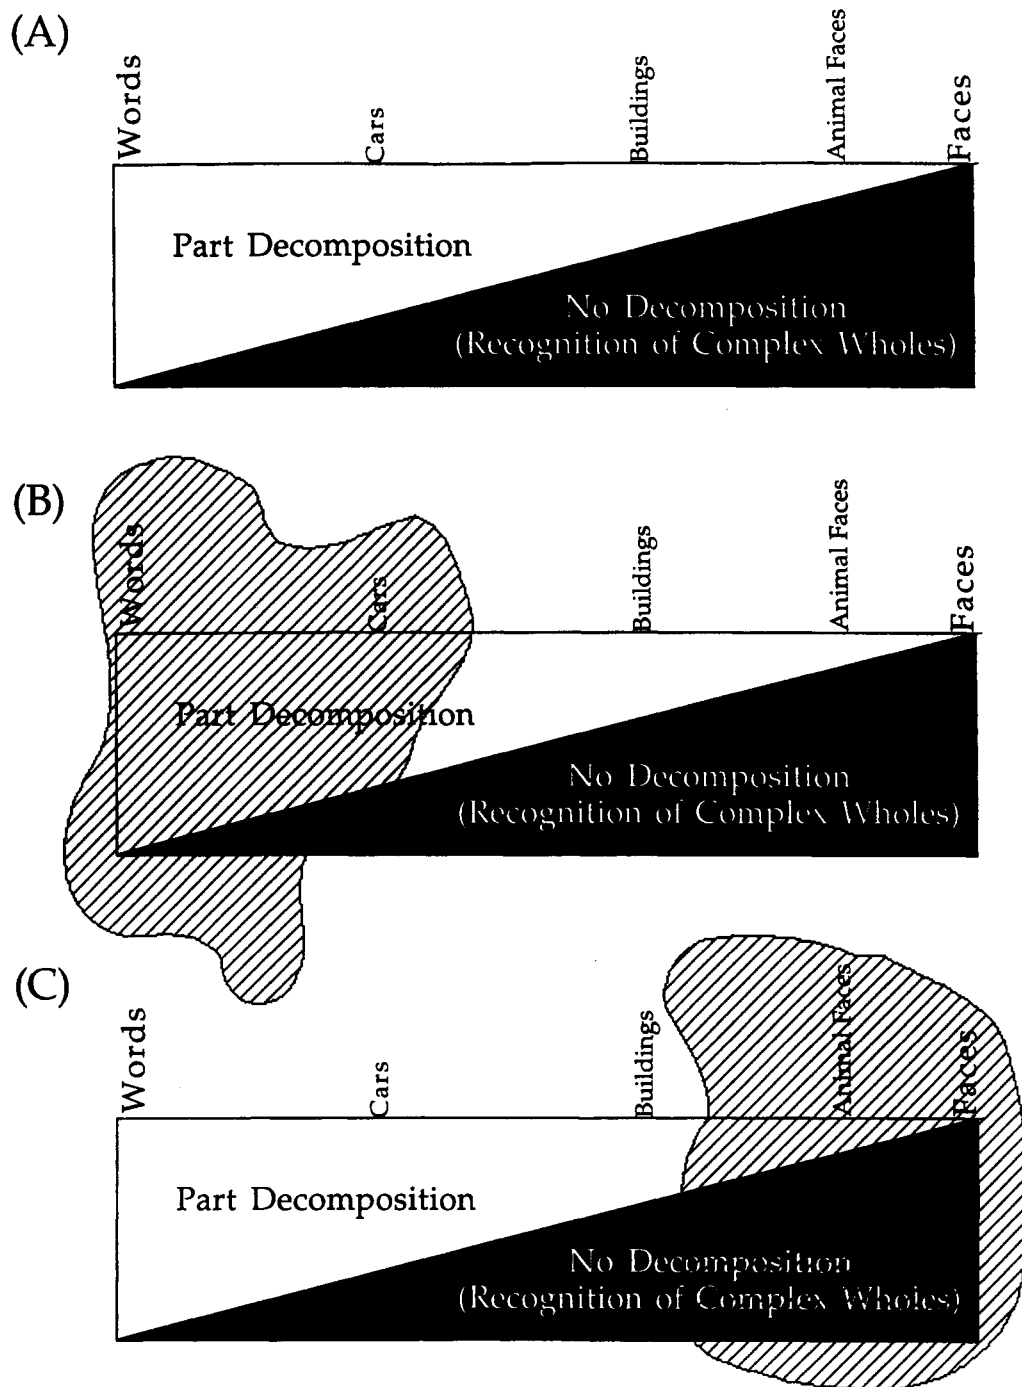 (A)
Words
Cars
Buildings
Animal Faces
Faces
Part Decomposition
No Decomposition
(Recognition of Complex Wholes)
(B)
Words
Cars
Buildings
Animal Faces
Faces
Part Decomposition
No Decomposition
(Recognition of Complex Wholes)
(C)
Words
Cars
Buildings
Animal Faces
Faces
Part Decomposition
No Decomposition
(Recognition of Complex Wholes)